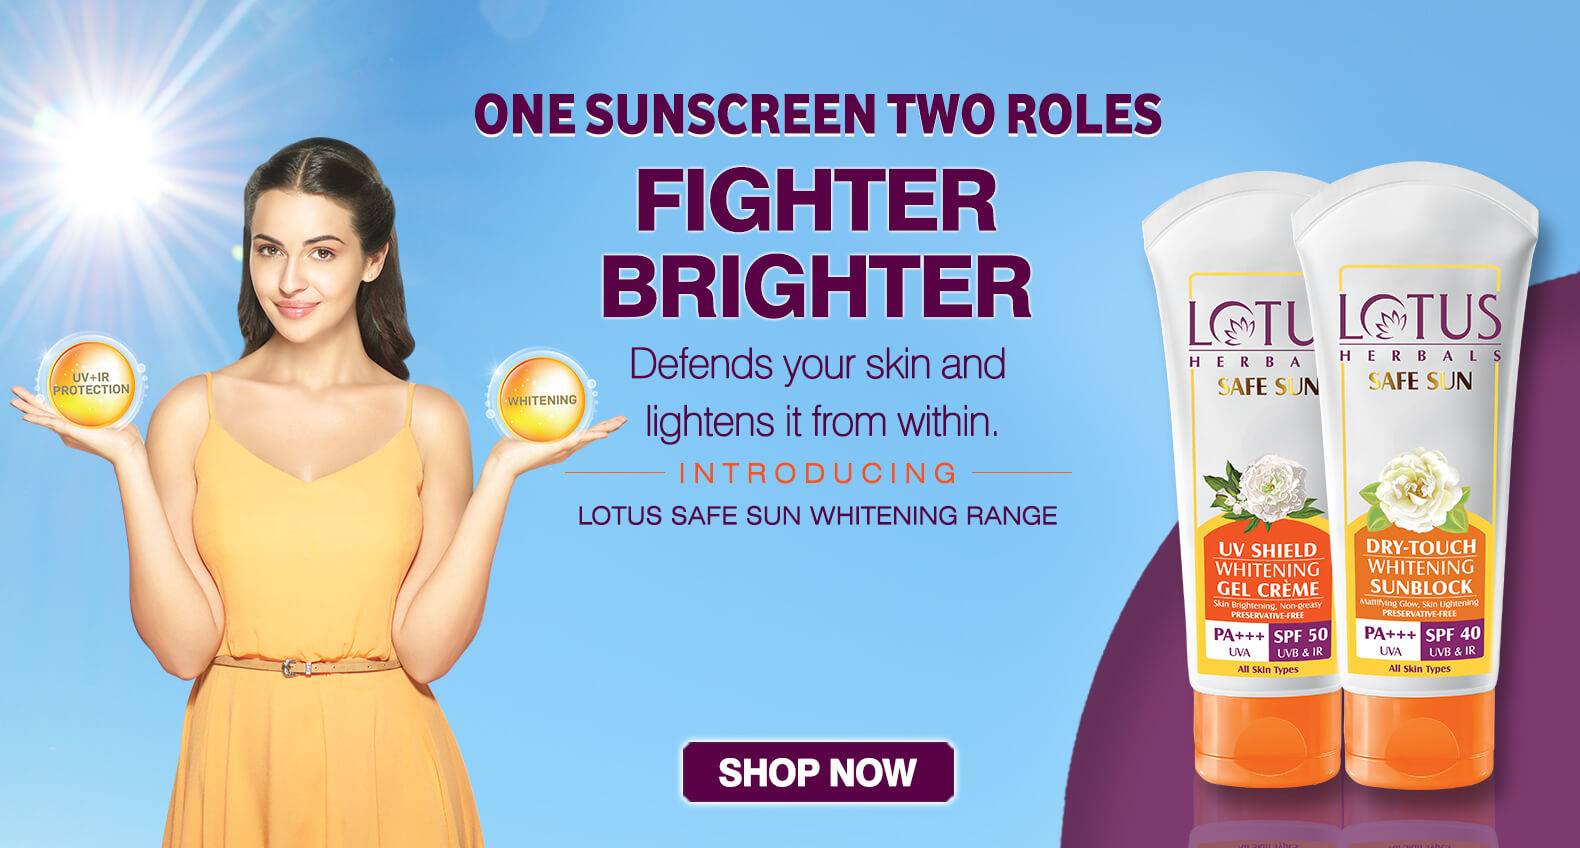 ONE SUNSCREEN TWO ROLES
FIGHTER
BRIGHTER
Defends your skin and
lightens it from within.
INTRODUCING
LOTUS SAFE SUN WHITENING RANGE
SHOP NOW
UV+IR
PROTECTION
WHITENING
LOTU
HERBA
SAFE SUN
UV SHIELD
WHITENING
GEL CRÈME
Skin Brightening, Non-greasy
PRESERVATIVE-FREE
PA+++ SPF 50
UVA UVB & IR
All Skin Types
LOTUS
HERBALS
SAFE SUN
DRY-TOUCH
WHITENING
SUNBLOCK
Mattifying Glow, Skin Lightening
PRESERVATIVE-FREE
PA+++ SPF 40
UVA UVB & IR
All Skin Types